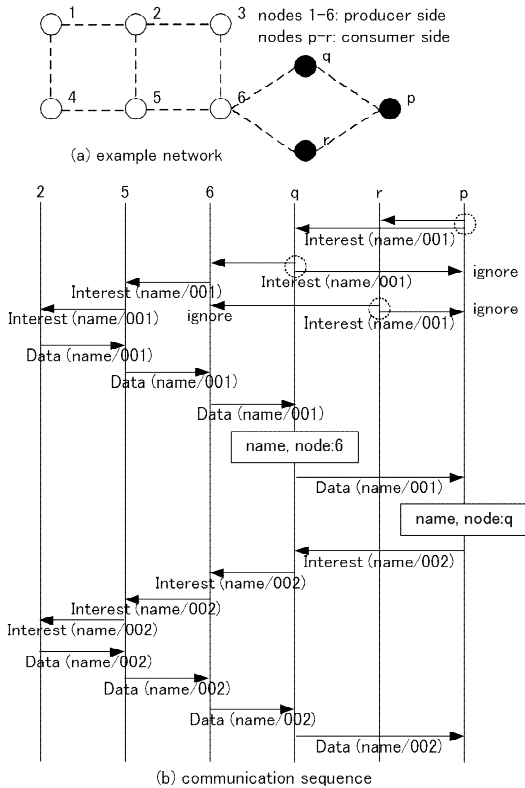 1 2 3 nodes 1-6: producer side
nodes p-r: consumer side
q
4 5 6 p
r
(a) example network
2 5 6 q r p
Interest (name/001)
Interest (name/001) ignore
Interest (name/001)
ignore ignore
Interest (name/001) Interest (name/001)
Data (name/001)
Data (name/001)
Data (name/001)
name, node:6
Data (name/001)
name, node:q
Interest (name/002)
Interest (name/002)
Interest (name/002)
Interest (name/002)
Data (name/002)
Data (name/002)
Data (name/002)
Data (name/002)
(b) communication sequence